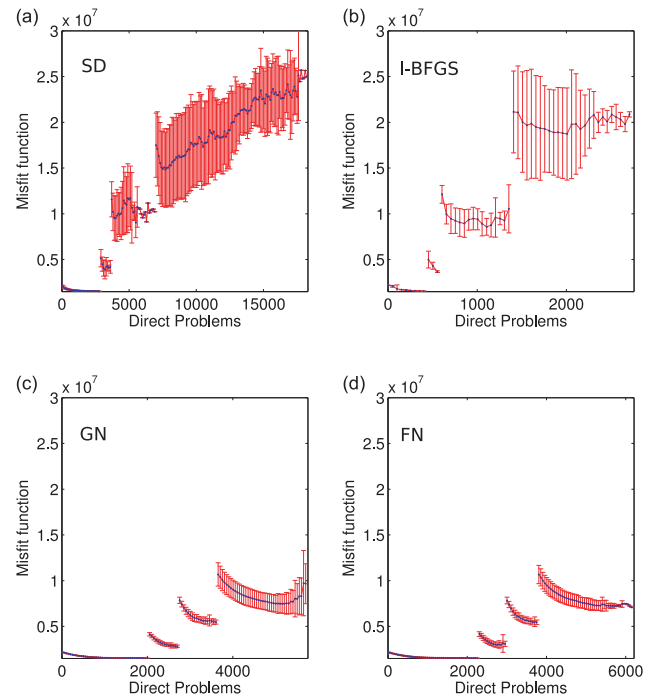 (a)
3 x 10^7
SD
2.5
2
1.5
1
0.5
0 5000 10000 15000
Direct Problems
Misfit function
(b)
3 x 10^7
l-BFGS
2.5
2
1.5
1
0.5
0 1000 2000
Direct Problems
Misfit function
(c)
3 x 10^7
GN
2.5
2
1.5
1
0.5
0 2000 4000
Direct Problems
Misfit function
(d)
3 x 10^7
FN
2.5
2
1.5
1
0.5
0 2000 4000 6000
Direct Problems
Misfit function